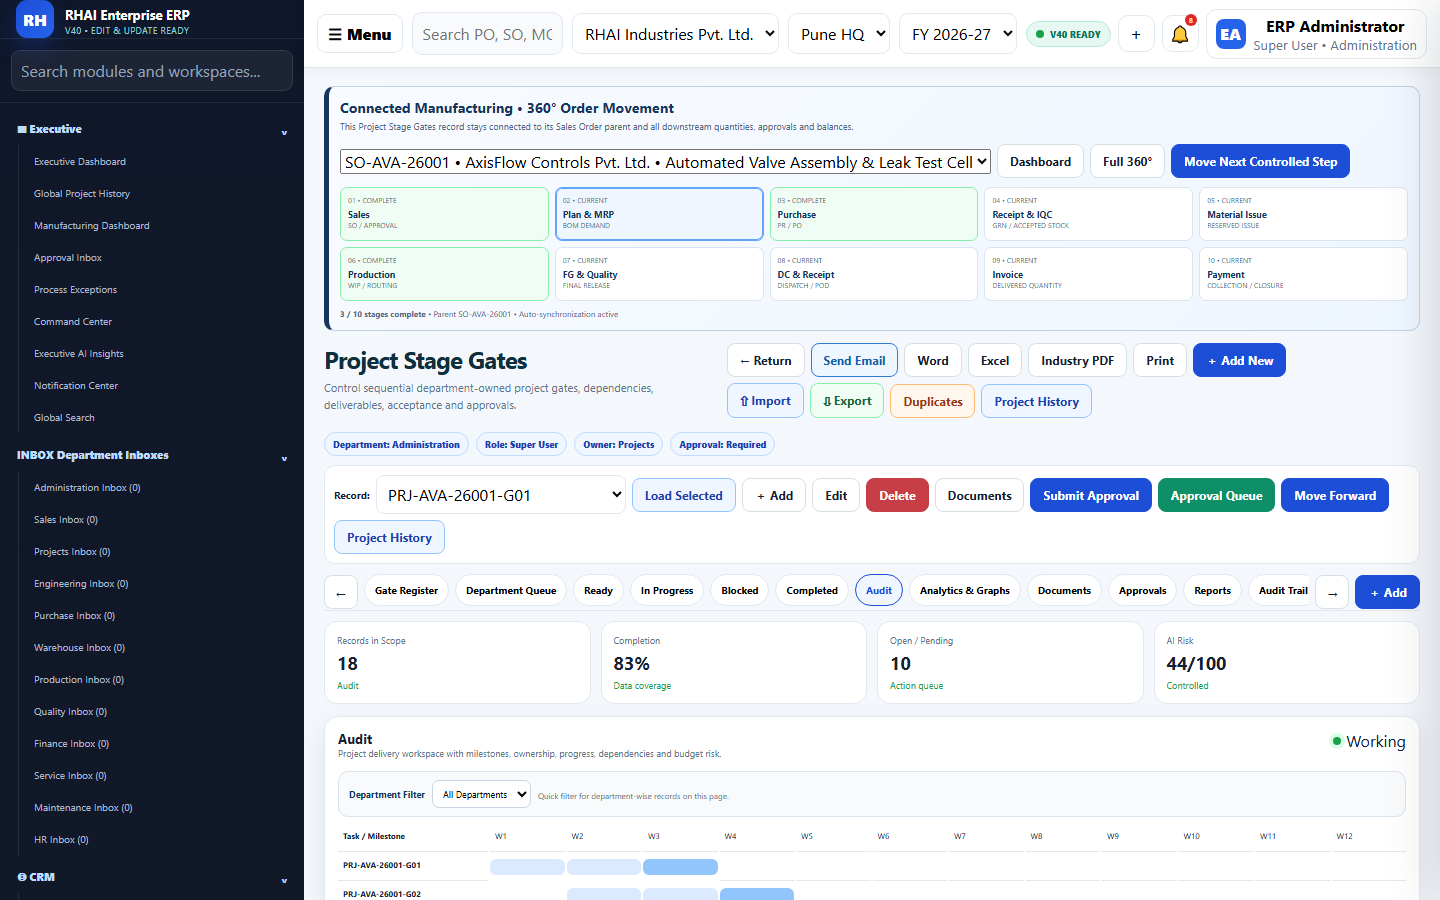 RH
RHAI Enterprise ERP
V40 • EDIT & UPDATE READY
Search modules and workspaces...
Executive
Executive Dashboard
Global Project History
Manufacturing Dashboard
Approval Inbox
Process Exceptions
Command Center
Executive AI Insights
Notification Center
Global Search
INBOX Department Inboxes
Administration Inbox (0)
Sales Inbox (0)
Projects Inbox (0)
Engineering Inbox (0)
Purchase Inbox (0)
Warehouse Inbox (0)
Production Inbox (0)
Quality Inbox (0)
Finance Inbox (0)
Service Inbox (0)
Maintenance Inbox (0)
HR Inbox (0)
CRM
☰ Menu
Search PO, SO, MO
RHAI Industries Pvt. Ltd.
Pune HQ
FY 2026-27
V40 READY
+
8
EA
ERP Administrator
Super User • Administration
Connected Manufacturing • 360° Order Movement
This Project Stage Gates record stays connected to its Sales Order parent and all downstream quantities, approvals and balances.
SO-AVA-26001 • AxisFlow Controls Pvt. Ltd. • Automated Valve Assembly & Leak Test Cell
Dashboard
Full 360°
Move Next Controlled Step
01 • COMPLETE
Sales
SO / APPROVAL
02 • CURRENT
Plan & MRP
BOM DEMAND
03 • COMPLETE
Purchase
PR / PO
04 • CURRENT
Receipt & IQC
GRN / ACCEPTED STOCK
05 • CURRENT
Material Issue
RESERVED ISSUE
06 • COMPLETE
Production
WIP / ROUTING
07 • CURRENT
FG & Quality
FINAL RELEASE
08 • CURRENT
DC & Receipt
DISPATCH / POD
09 • CURRENT
Invoice
DELIVERED QUANTITY
10 • CURRENT
Payment
COLLECTION / CLOSURE
3 / 10 stages complete • Parent SO-AVA-26001 • Auto-synchronization active
Project Stage Gates
Control sequential department-owned project gates, dependencies,
deliverables, acceptance and approvals.
← Return
Send Email
Word
Excel
Industry PDF
Print
+ Add New
⇧ Import
⇩ Export
Duplicates
Project History
Department: Administration
Role: Super User
Owner: Projects
Approval: Required
Record:
PRJ-AVA-26001-G01
Load Selected
+ Add
Edit
Delete
Documents
Submit Approval
Approval Queue
Move Forward
Project History
←
Gate Register
Department Queue
Ready
In Progress
Blocked
Completed
Audit
Analytics & Graphs
Documents
Approvals
Reports
Audit Trail
→
+ Add
Records in Scope
18
Audit
Completion
83%
Data coverage
Open / Pending
10
Action queue
AI Risk
44/100
Controlled
Audit
Project delivery workspace with milestones, ownership, progress, dependencies and budget risk.
Working
Department Filter
All Departments
Quick filter for department-wise records on this page.
Task / Milestone W1 W2 W3 W4 W5 W6 W7 W8 W9 W10 W11 W12
PRJ-AVA-26001-G01
PRJ-AVA-26001-G02